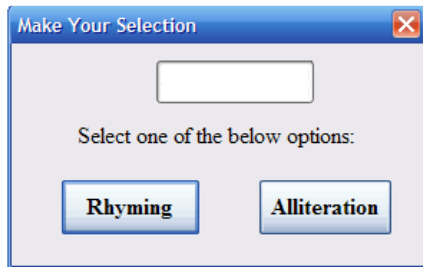 Make Your Selection
Select one of the below options:
Rhyming Alliteration